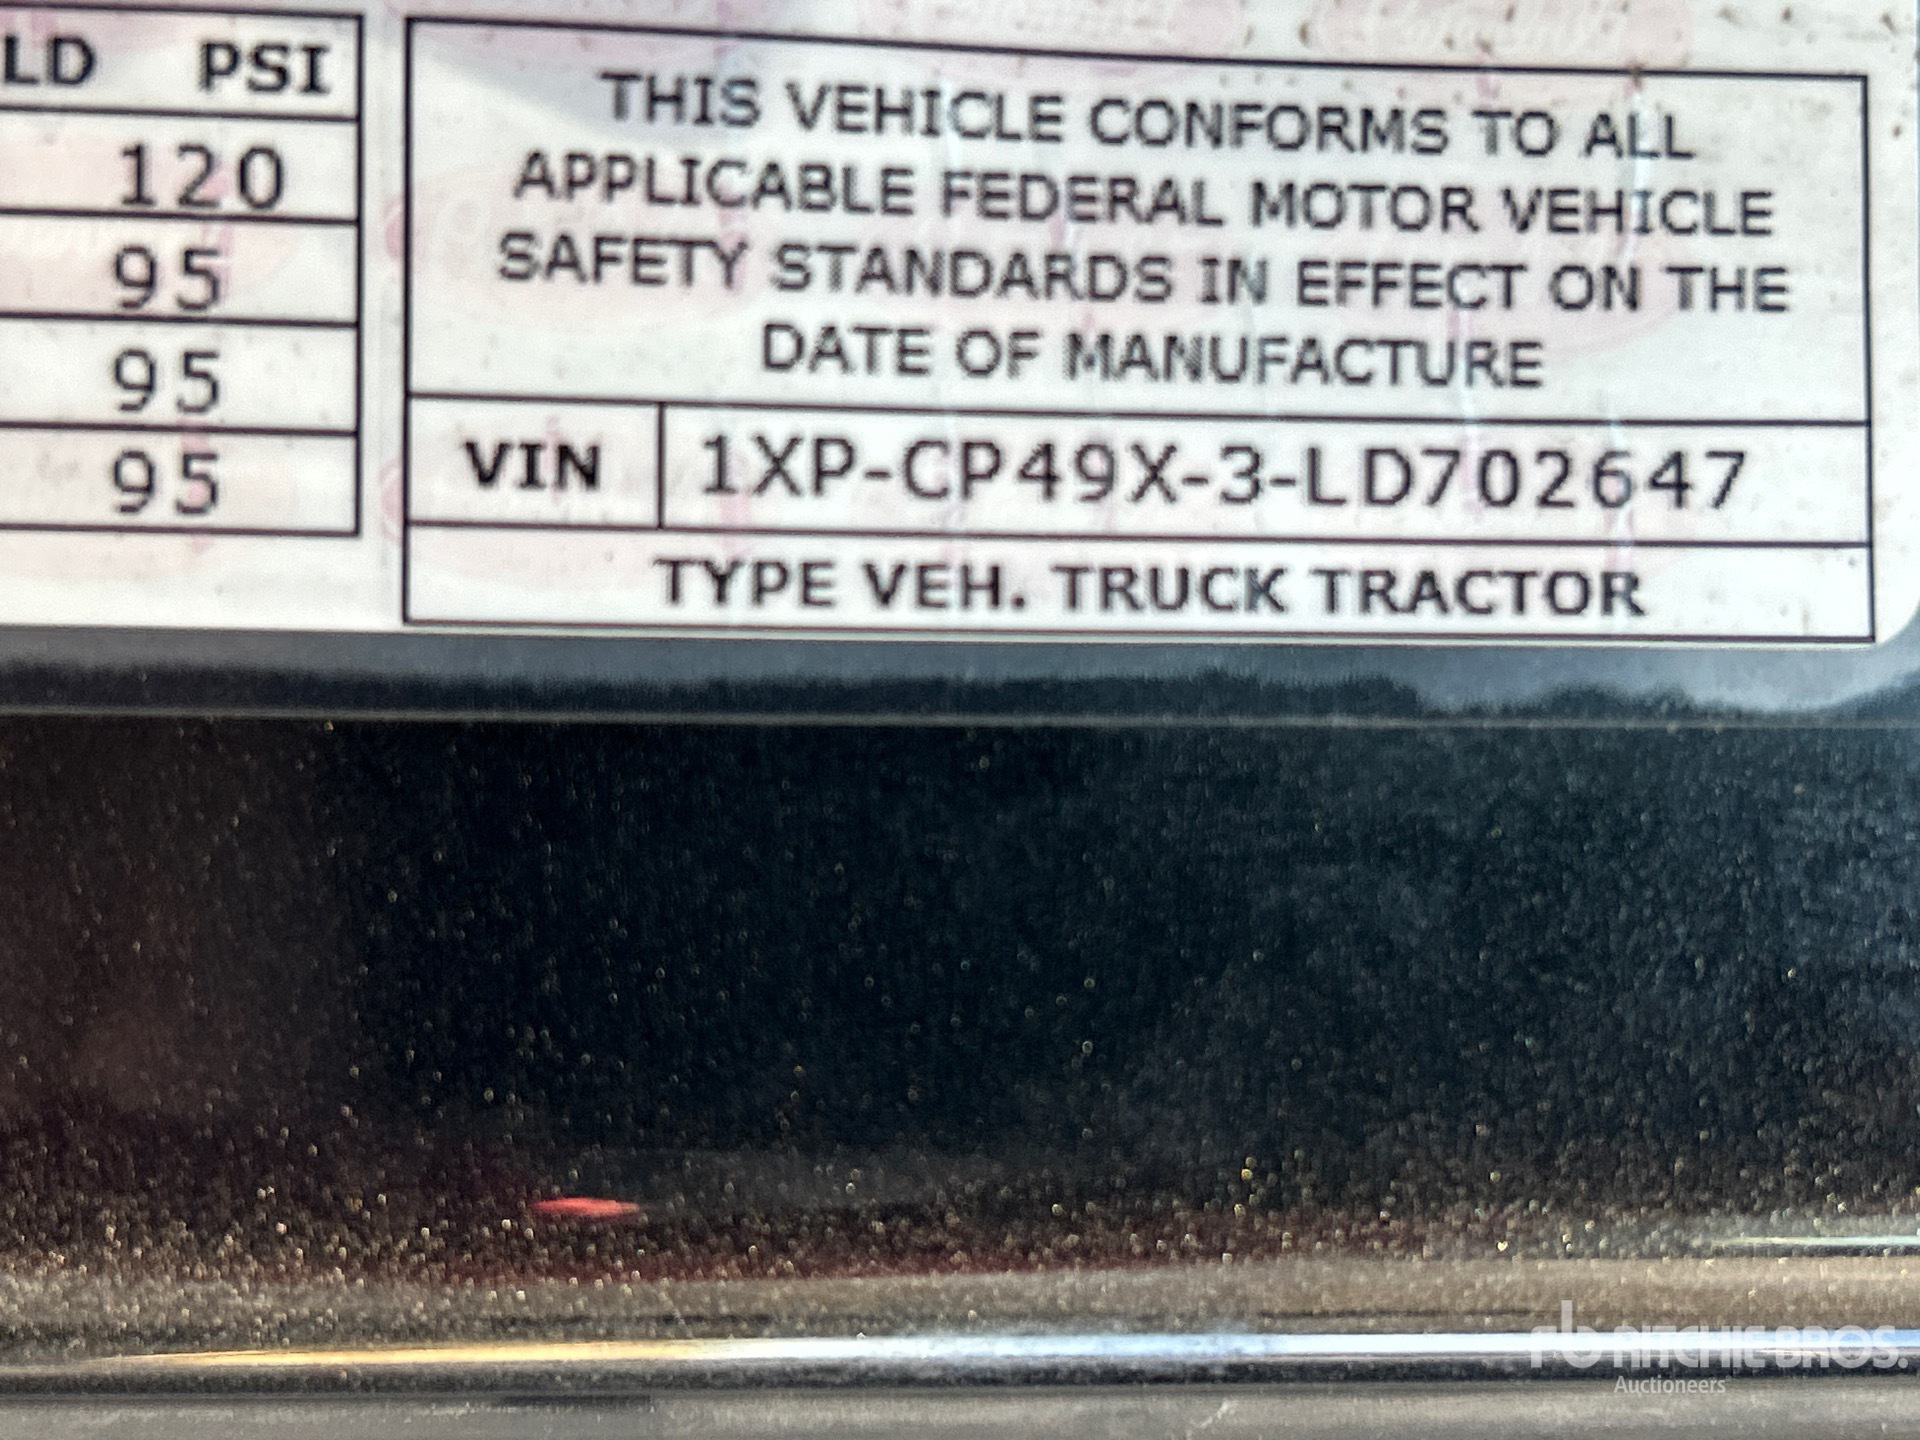 LD PSI
120
95
95
95
THIS VEHICLE CONFORMS TO ALL
APPLICABLE FEDERAL MOTOR VEHICLE
SAFETY STANDARDS IN EFFECT ON THE
DATE OF MANUFACTURE
VIN 1XP-CP49X-3-LD702647
TYPE VEH. TRUCK TRACTOR
rb RITCHIE BROS.
Auctioneers